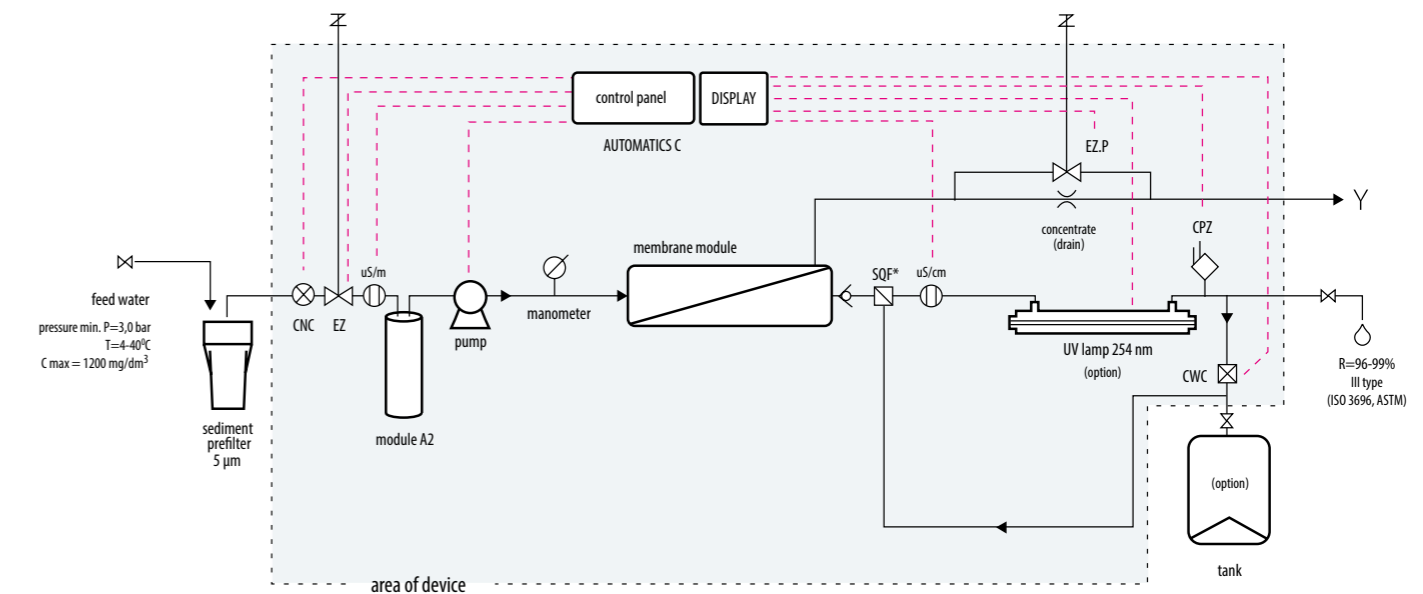 control panel
DISPLAY
AUTOMATICS C
EZ.P
concentrate
(drain)
CPZ
membrane module
feed water
pressure min. P=3,0 bar
T=4-40⁰C
C max = 1200 mg/dm³
uS/m
CNC
EZ
pump
manometer
SQF*
uS/cm
UV lamp 254 nm
(option)
CWC
R=96-99%
III type
(ISO 3696, ASTM)
sediment
prefilter
5 µm
module A2
(option)
tank
area of device